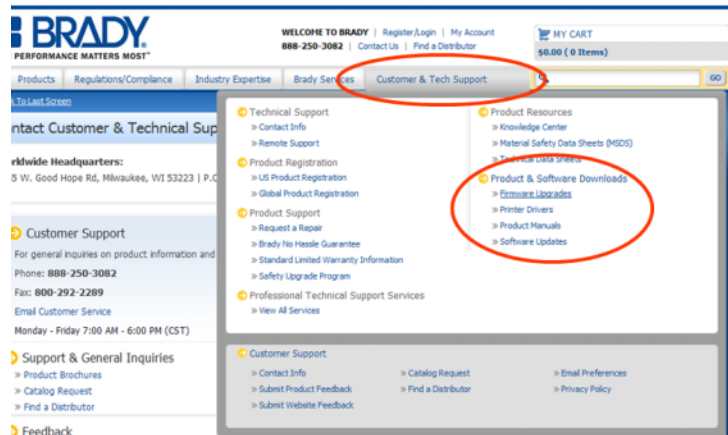 BRADY.
PERFORMANCE MATTERS MOST™
WELCOME TO BRADY | Register/Login | My Account
888-250-3082 | Contact Us | Find a Distributor
MY CART
$0.00 ( 0 Items)
Products
Regulations/Compliance
Industry Expertise
Brady Services
Customer & Tech Support
GO
To Last Screen
Customer & Technical Sup
Headquarters:
W. Good Hope Rd, Milwaukee, WI 53223 | P.O
Customer Support
For general inquiries on product information and
Phone: 888-250-3082
Fax: 800-292-2289
Email Customer Service
Monday - Friday 7:00 AM - 6:00 PM (CST)
Support & General Inquiries
» Product Brochures
» Catalog Request
» Find a Distributor
Feedback
Technical Support
» Contact Info
» Remote Support
Product Registration
» US Product Registration
» Global Product Registration
Product Support
» Request a Repair
» Brady No Hassle Guarantee
» Standard Limited Warranty Information
» Safety Upgrade Program
Professional Technical Support Services
» View All Services
Product Resources
» Knowledge Center
» Material Safety Data Sheets (MSDS)
» Technical Data Sheets
Product & Software Downloads
» Firmware Upgrades
» Printer Drivers
» Product Manuals
» Software Updates
Customer Support
» Contact Info
» Submit Product Feedback
» Submit Website Feedback
» Catalog Request
» Find a Distributor
» Email Preferences
» Privacy Policy